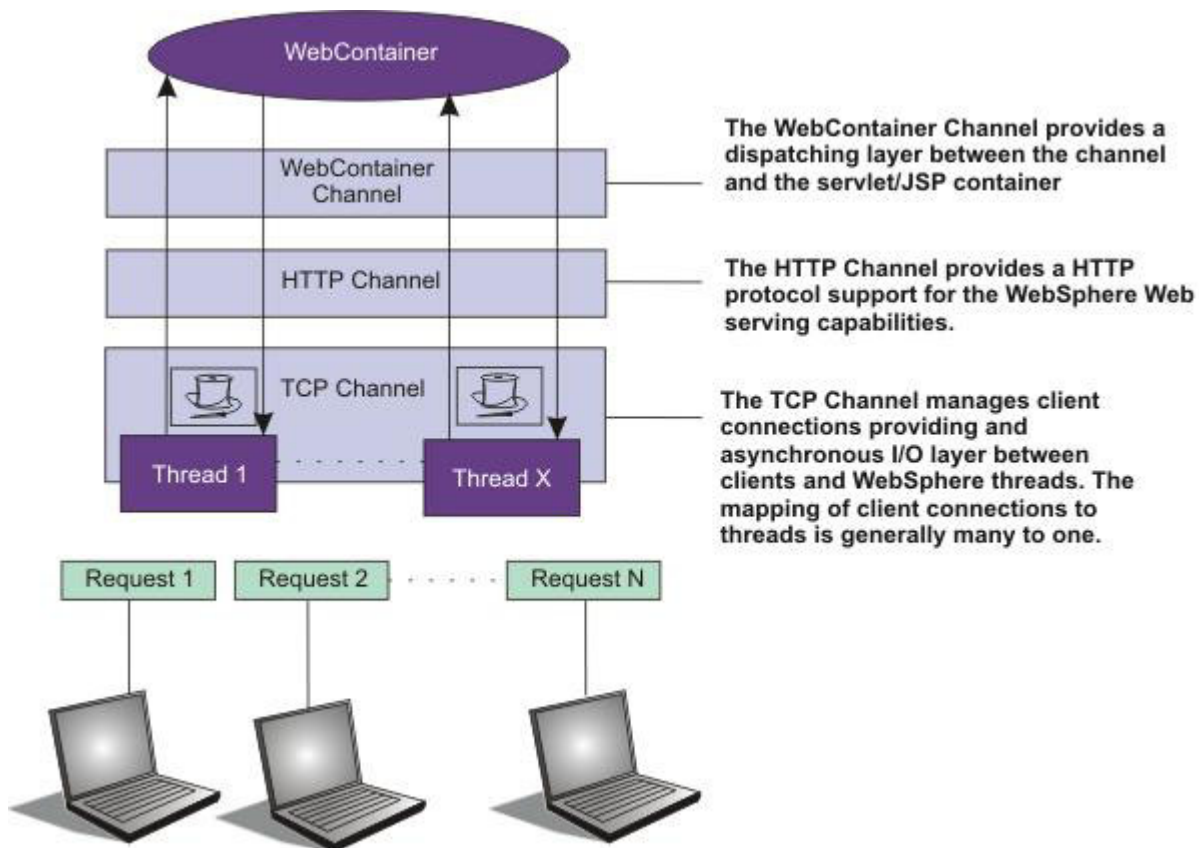 WebContainer
WebContainer
Channel
The WebContainer Channel provides a
dispatching layer between the channel
and the servlet/JSP container
HTTP Channel
The HTTP Channel provides a HTTP
protocol support for the WebSphere Web
serving capabilities.
TCP Channel
The TCP Channel manages client
connections providing and
asynchronous I/O layer between
clients and WebSphere threads. The
mapping of client connections to
threads is generally many to one.
Thread 1
Thread X
Request 1
Request 2
Request N